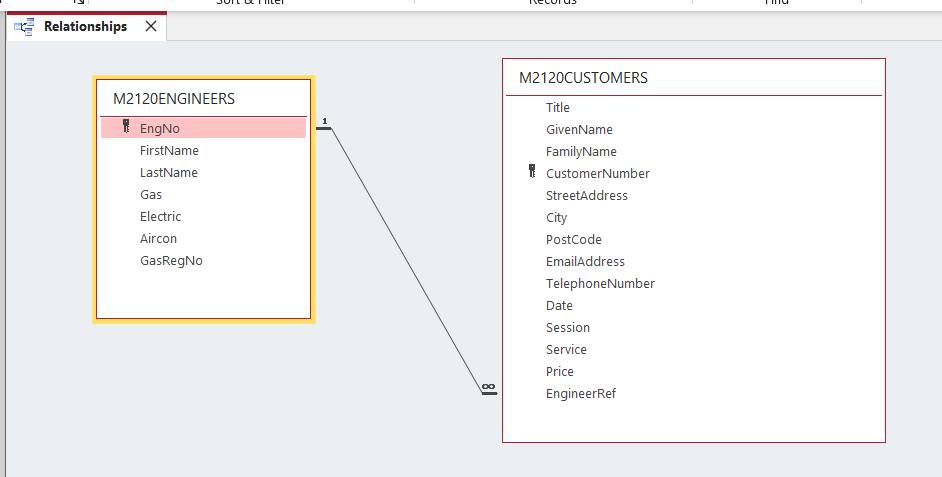 Sort & Filter
Records
Find
Relationships
M2120ENGINEERS
EngNo
FirstName
LastName
Gas
Electric
Aircon
GasRegNo
1
∞
M2120CUSTOMERS
Title
GivenName
FamilyName
CustomerNumber
StreetAddress
City
PostCode
EmailAddress
TelephoneNumber
Date
Session
Service
Price
EngineerRef